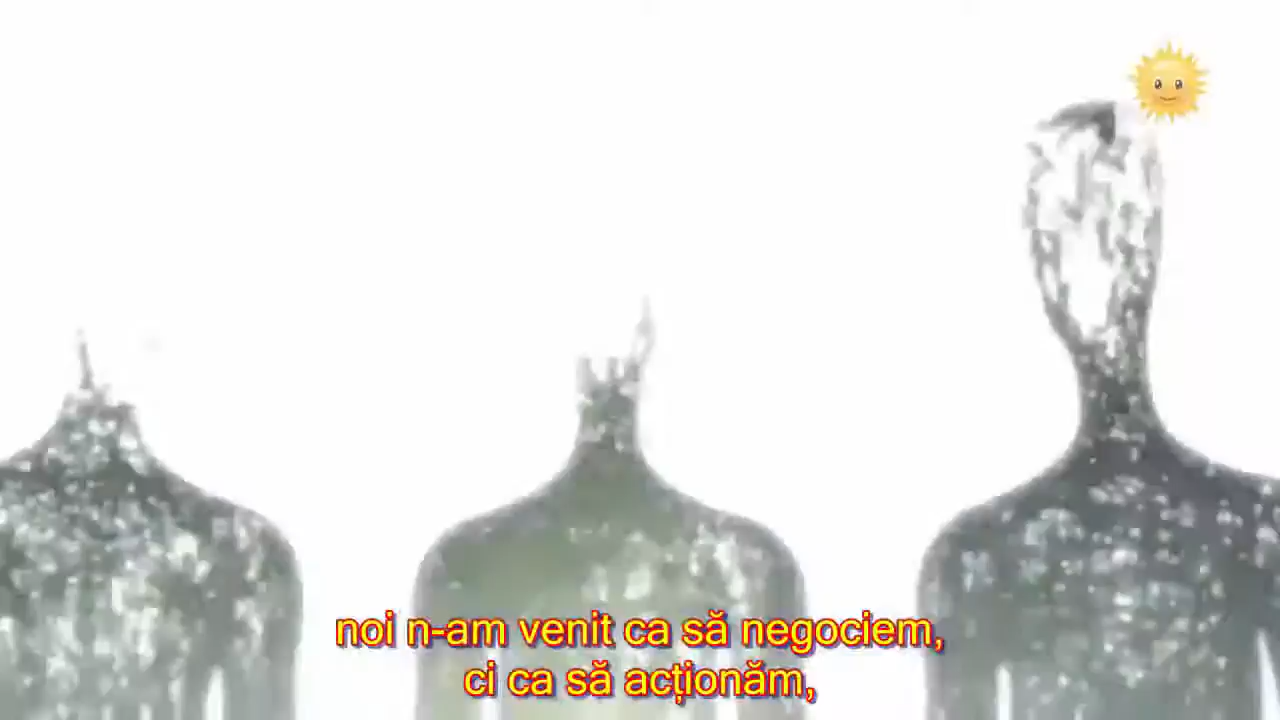 noi n-am venit ca să negociem,
ci ca să acționăm,